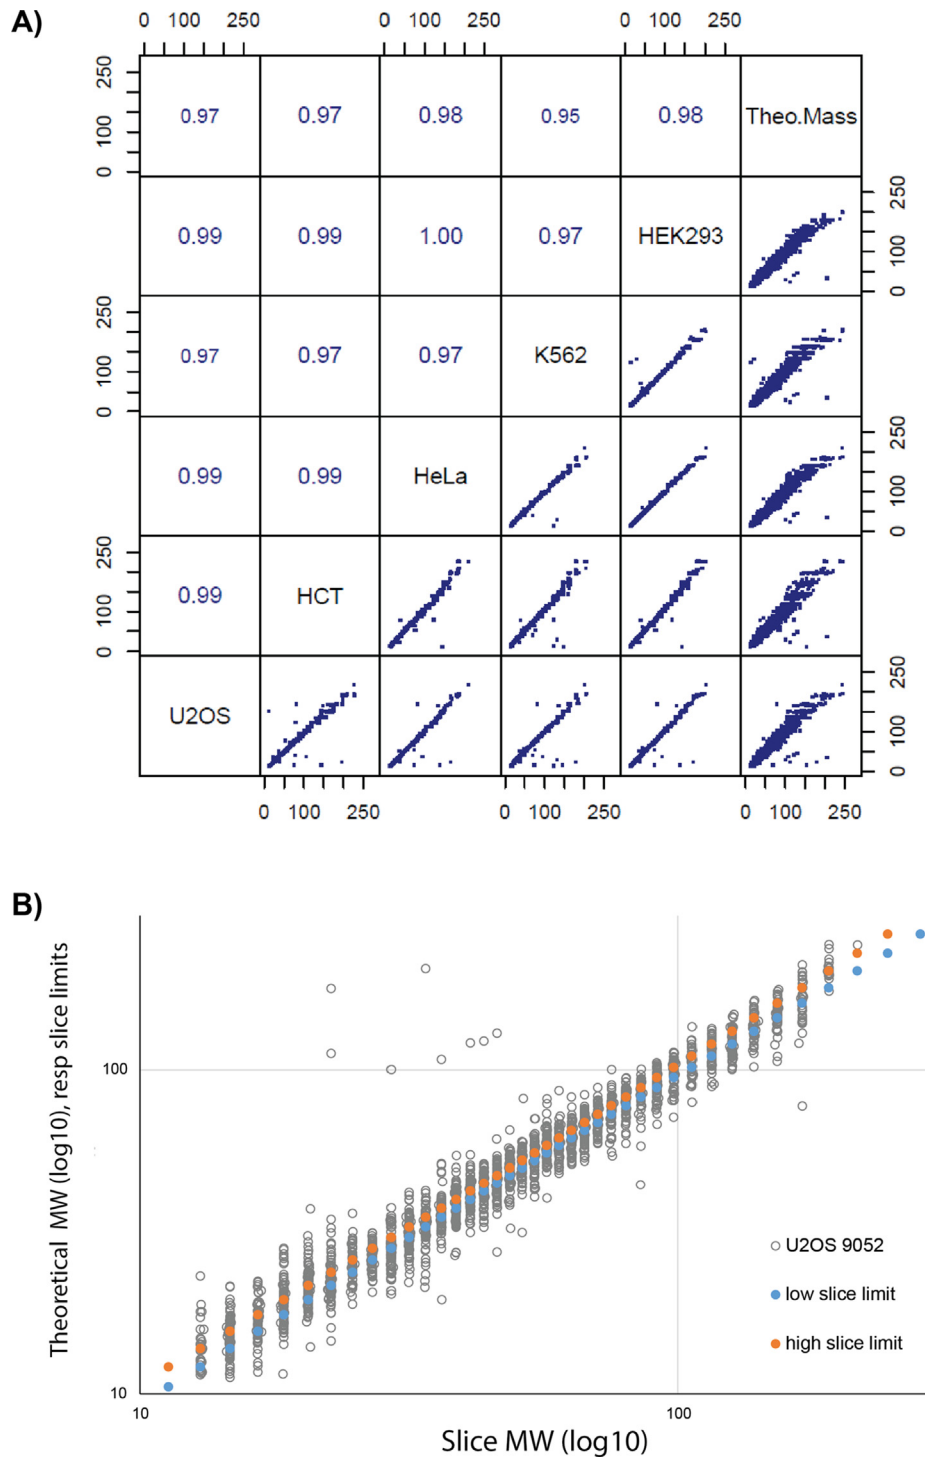 A)
0 100 250 0 100 250 0 100 250
0 100 250 0.97 0.97 0.98 0.95 0.98 Theo.Mass
0.99 0.99 1.00 0.97 HEK293 0 100 250
0 100 250 0.97 0.97 0.97 K562
0.99 0.99 HeLa 0 100 250
0 100 250 0.99 HCT
U2OS 0 100 250
0 100 250 0 100 250 0 100 250
B)
Theoretical MW (log10), resp slice limits
100
U2OS 9052
low slice limit
high slice limit
10
10 100
Slice MW (log10)